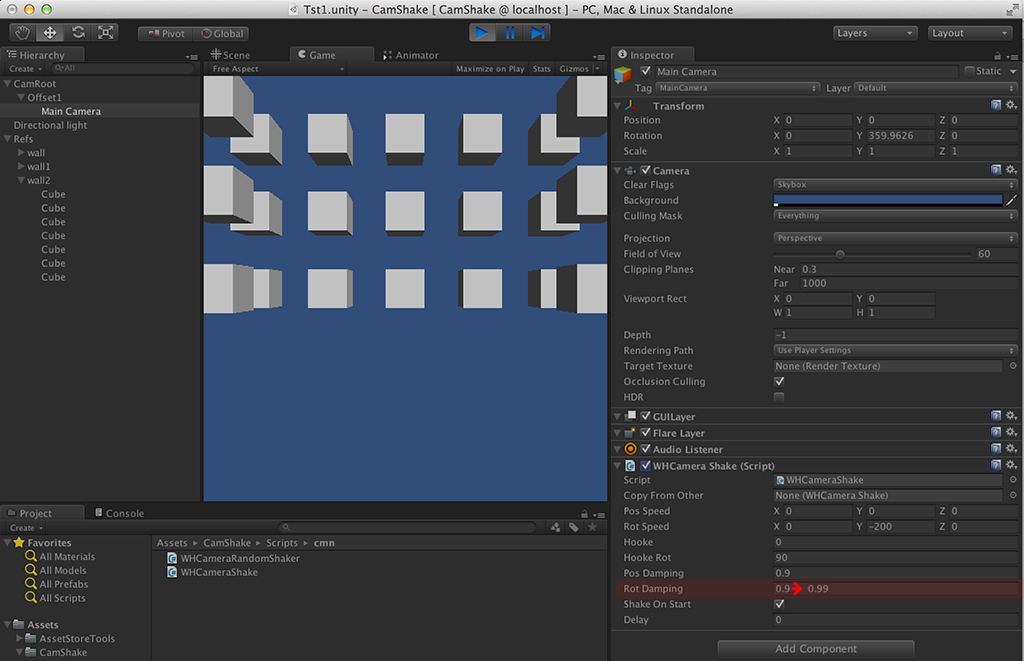 Tst1.unity – CamShake [ CamShake @ localhost ] – PC, Mac & Linux Standalone
Pivot Global Layers Layout
Hierarchy
Create All
CamRoot
Offset1
Main Camera
Directional light
Refs
wall
wall1
wall2
Cube
Cube
Cube
Cube
Cube
Cube
Cube
Scene Game Animator
Free Aspect Maximize on Play Stats Gizmos
Inspector
Main Camera Static
Tag MainCamera Layer Default
Transform
Position X 0 Y 0 Z 0
Rotation X 0 Y 359.9626 Z 0
Scale X 1 Y 1 Z 1
Camera
Clear Flags Skybox
Background
Culling Mask Everything
Projection Perspective
Field of View 60
Clipping Planes Near 0.3
Far 1000
Viewport Rect X 0 Y 0
W 1 H 1
Depth -1
Rendering Path Use Player Settings
Target Texture None (Render Texture)
Occlusion Culling
HDR
GUILayer
Flare Layer
Audio Listener
WHCamera Shake (Script)
Script WHCameraShake
Copy From Other None (WHCamera Shake)
Pos Speed X 0 Y 0 Z 0
Rot Speed X 0 Y -200 Z 0
Hooke 0
Hooke Rot 90
Pos Damping 0.9
Rot Damping 0.9 0.99
Shake On Start
Delay 0
Add Component
Project Console
Create
Favorites
All Materials
All Models
All Prefabs
All Scripts
Assets
AssetStoreTools
CamShake
Assets CamShake Scripts cmn
WHCameraRandomShaker
WHCameraShake